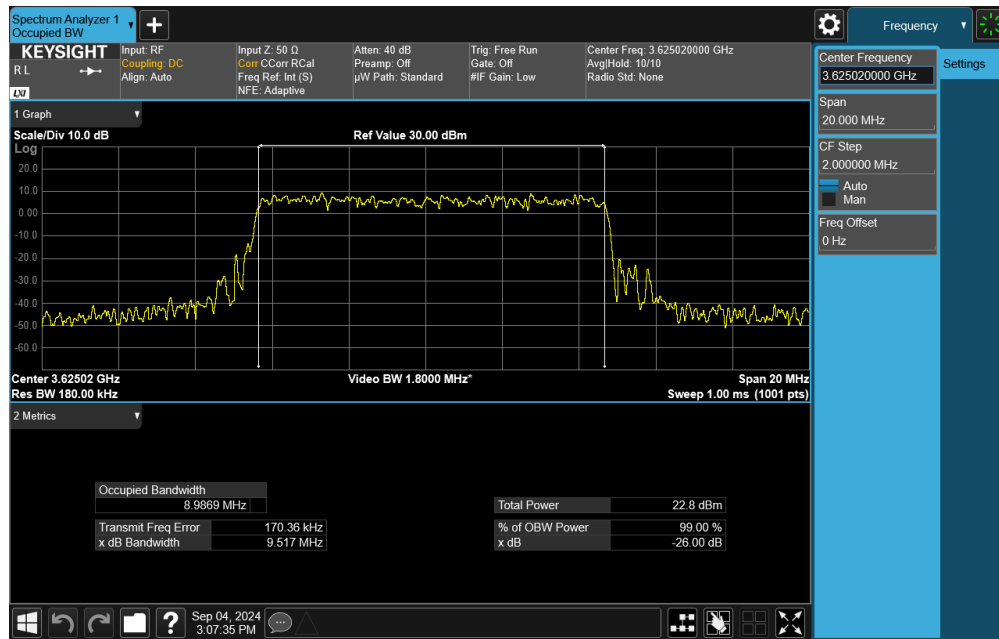 Spectrum Analyzer 1
Occupied BW
Frequency
KEYSIGHT
R L
LXI
Input: RF
Coupling: DC
Align: Auto
Input Z: 50 Ω
Corr CCorr RCal
Freq Ref: Int (S)
NFE: Adaptive
Atten: 40 dB
Preamp: Off
µW Path: Standard
Trig: Free Run
Gate: Off
#IF Gain: Low
Center Freq: 3.625020000 GHz
Avg|Hold: 10/10
Radio Std: None
Center Frequency
3.625020000 GHz
Settings
Span
20.000 MHz
CF Step
2.000000 MHz
Auto
Man
Freq Offset
0 Hz
1 Graph
Scale/Div 10.0 dB
Ref Value 30.00 dBm
Log
20.0
10.0
0.00
-10.0
-20.0
-30.0
-40.0
-50.0
-60.0
Center 3.62502 GHz
Video BW 1.8000 MHz*
Span 20 MHz
Res BW 180.00 kHz
Sweep 1.00 ms (1001 pts)
2 Metrics
Occupied Bandwidth
8.9869 MHz
Total Power 22.8 dBm
Transmit Freq Error 170.36 kHz
% of OBW Power 99.00 %
x dB Bandwidth 9.517 MHz
x dB -26.00 dB
?
Sep 04, 2024
3:07:35 PM